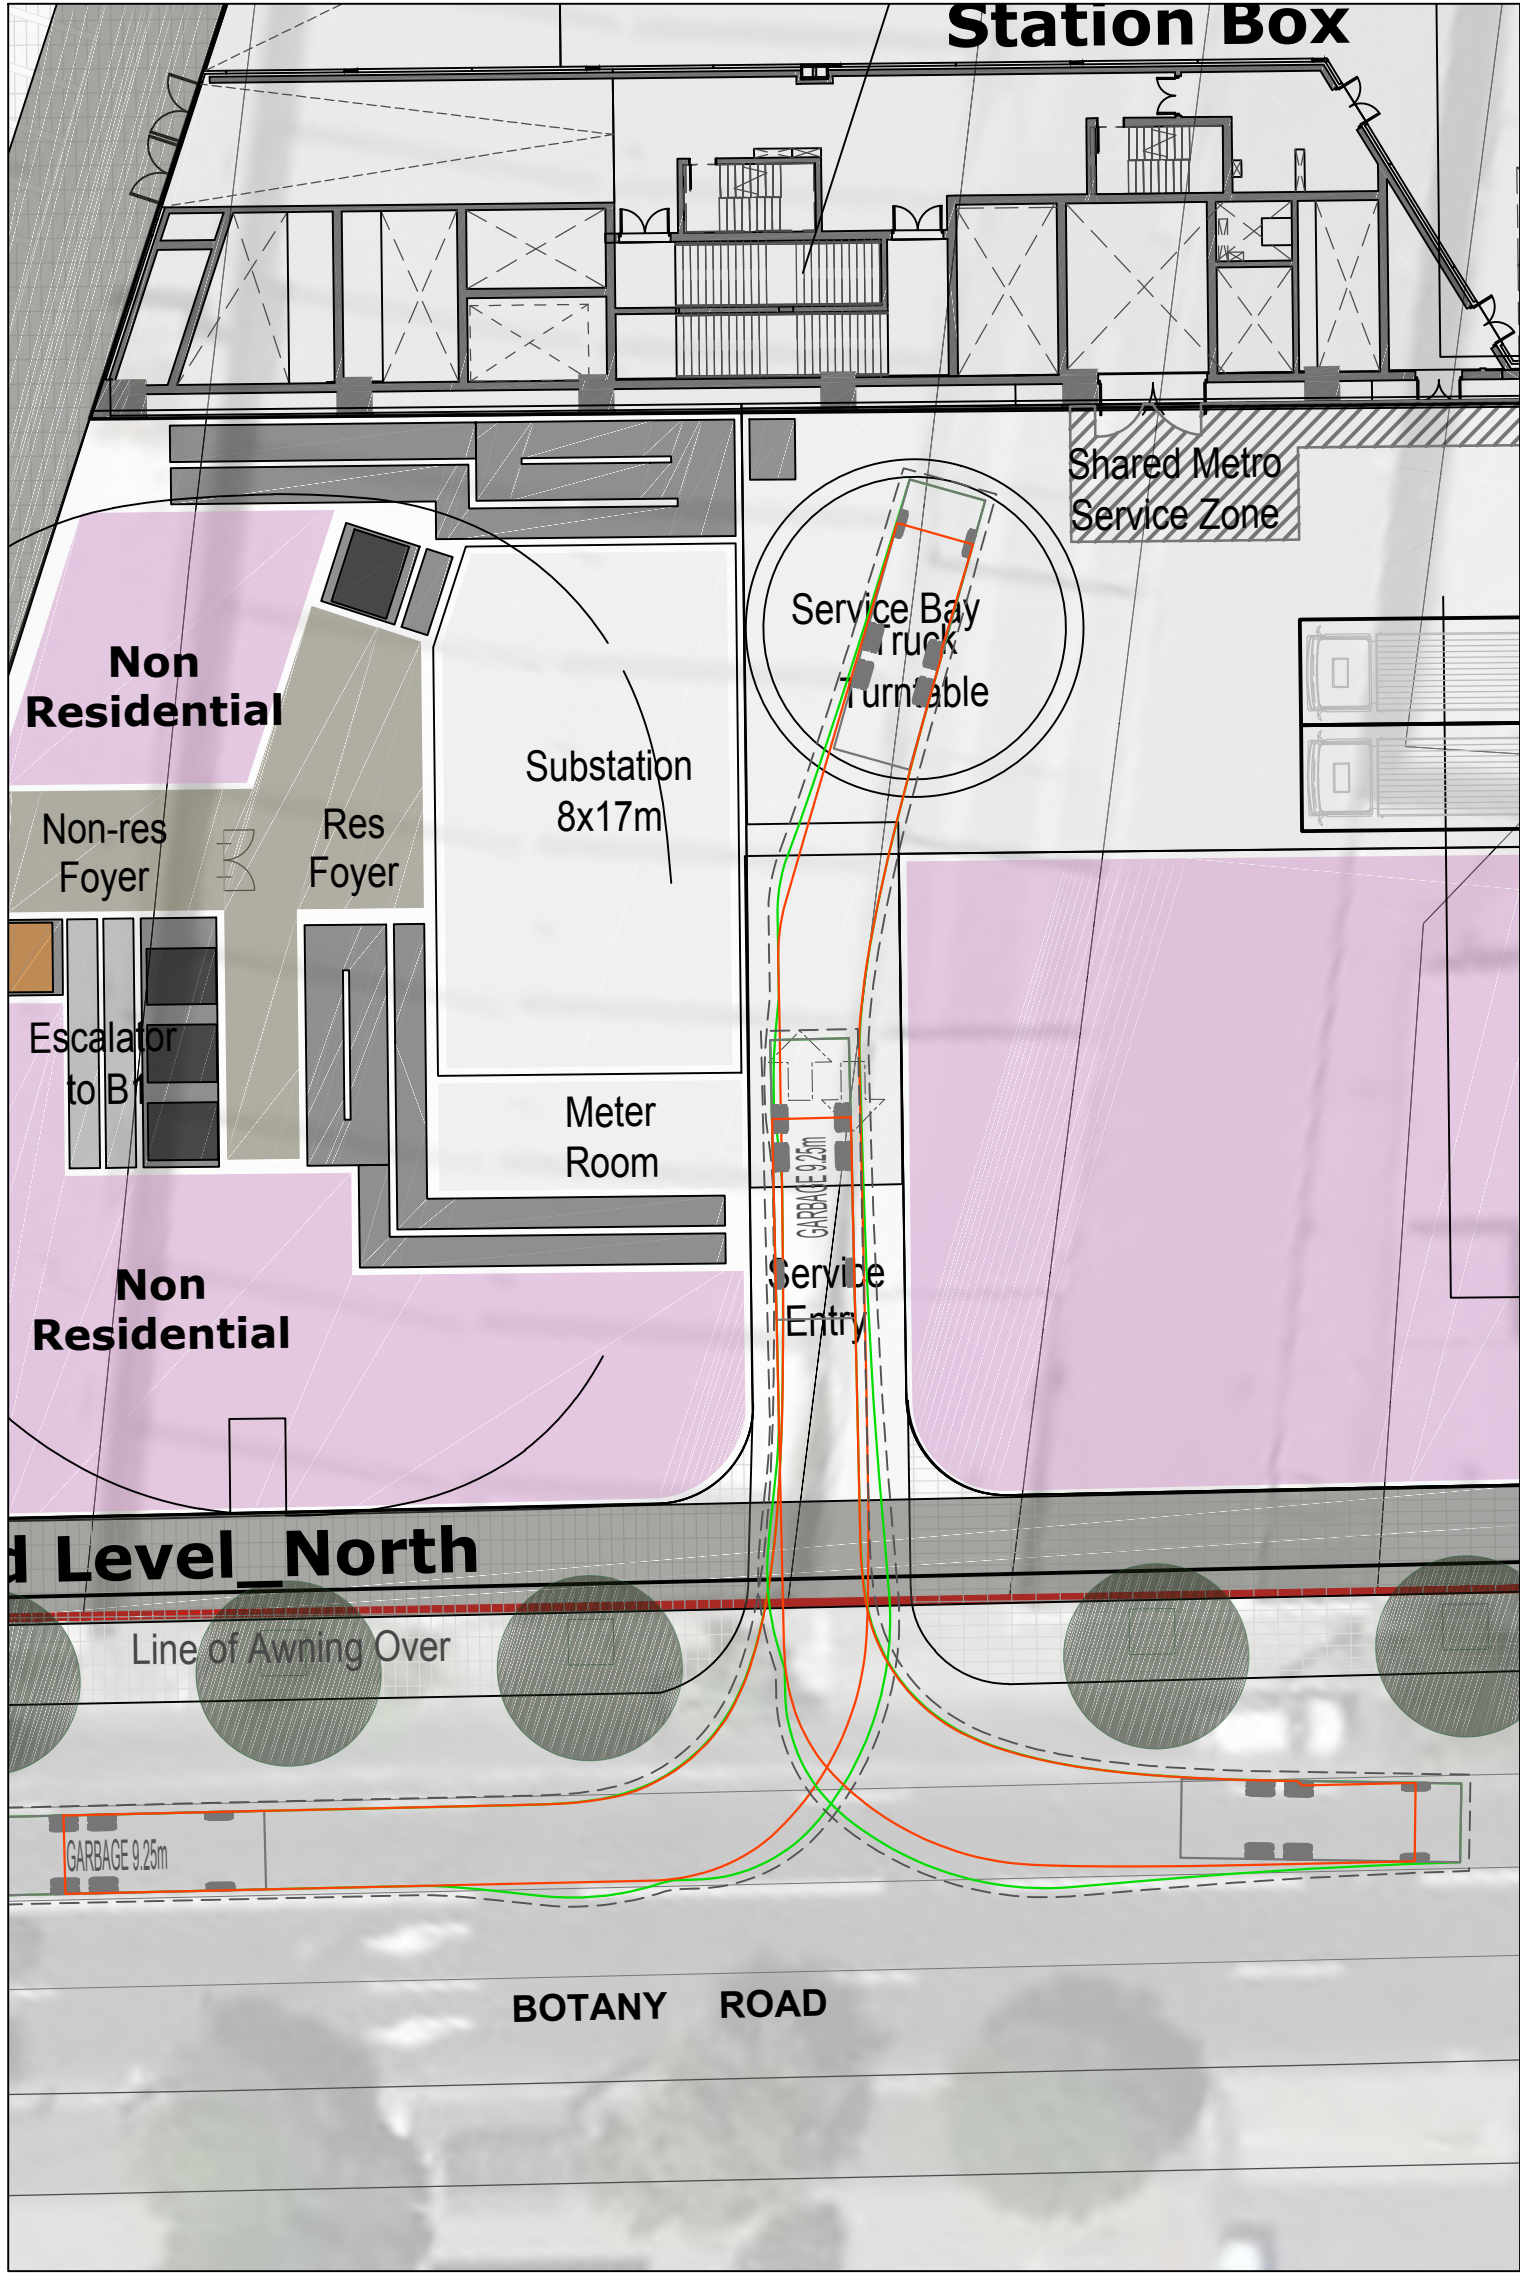 Station Box
Shared Metro
Service Zone
Service Bay
Truck
Turntable
Non
Residential
Substation
8x17m
Non-res
Foyer
Res
Foyer
Escalator
to B1
Meter
Room
GARBAGE 9.25m
Service
Entry
Non
Residential
d Level_North
Line of Awning Over
GARBAGE 9.25m
BOTANY ROAD